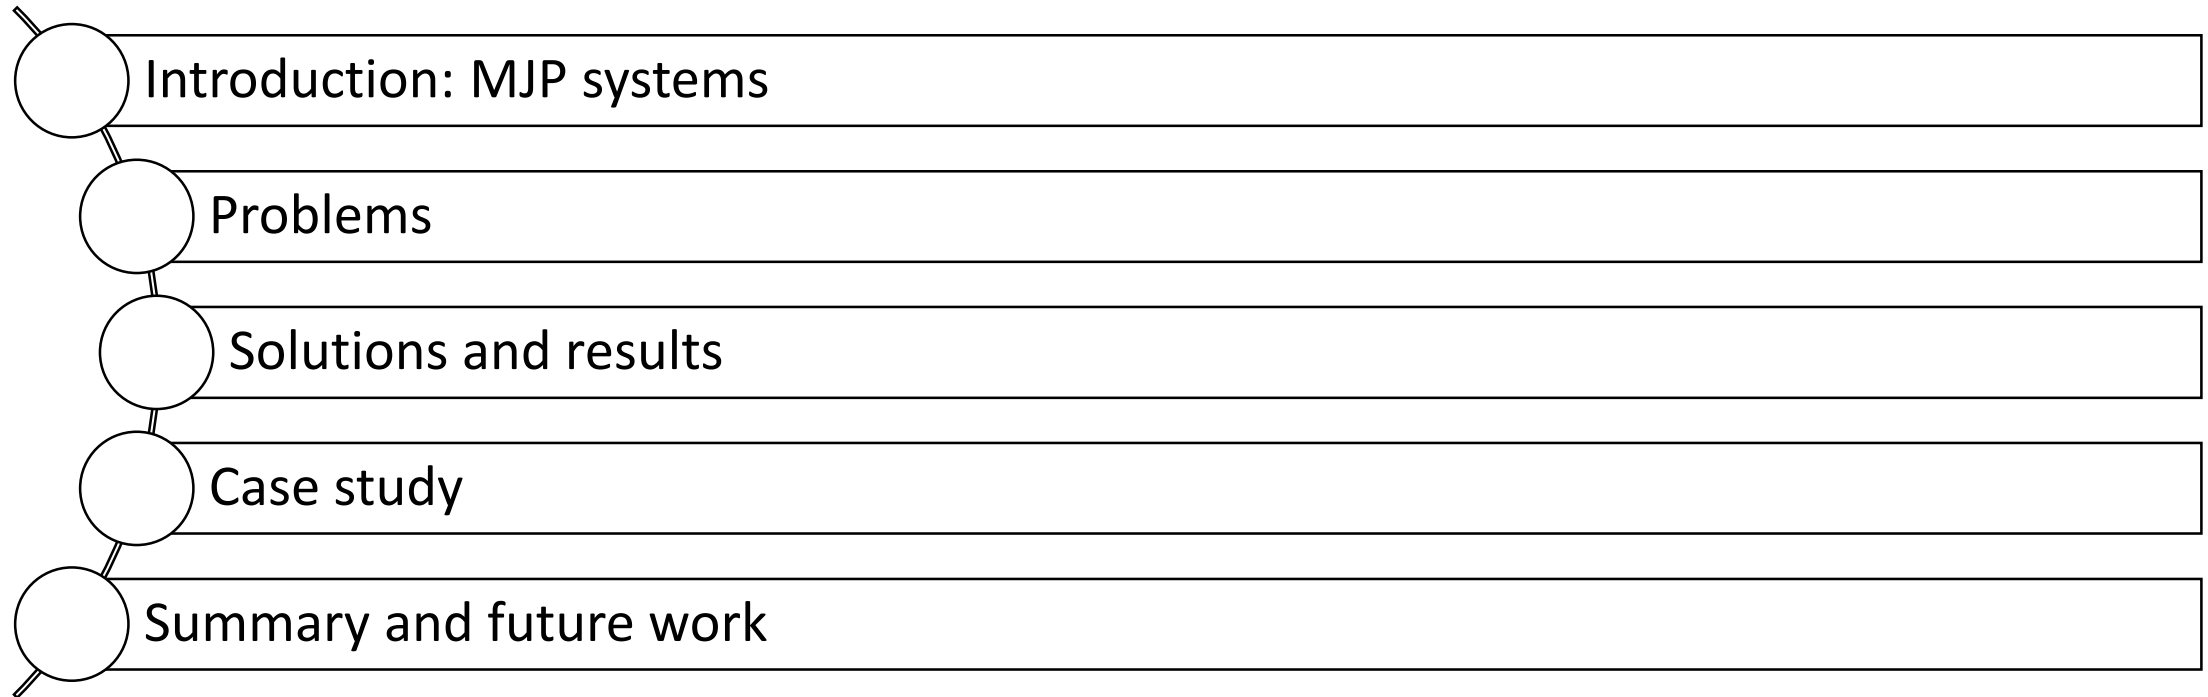 Introduction: MJP systems
Problems
Solutions and results
Case study
Summary and future work